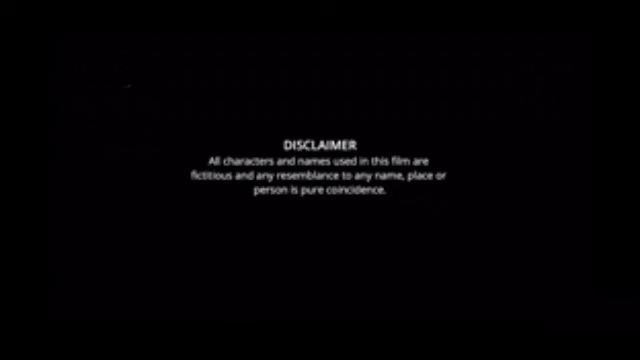 DISCLAIMER
All characters and names used in this film are
fictitious and any resemblance to any name, place or
person is pure coincidence.